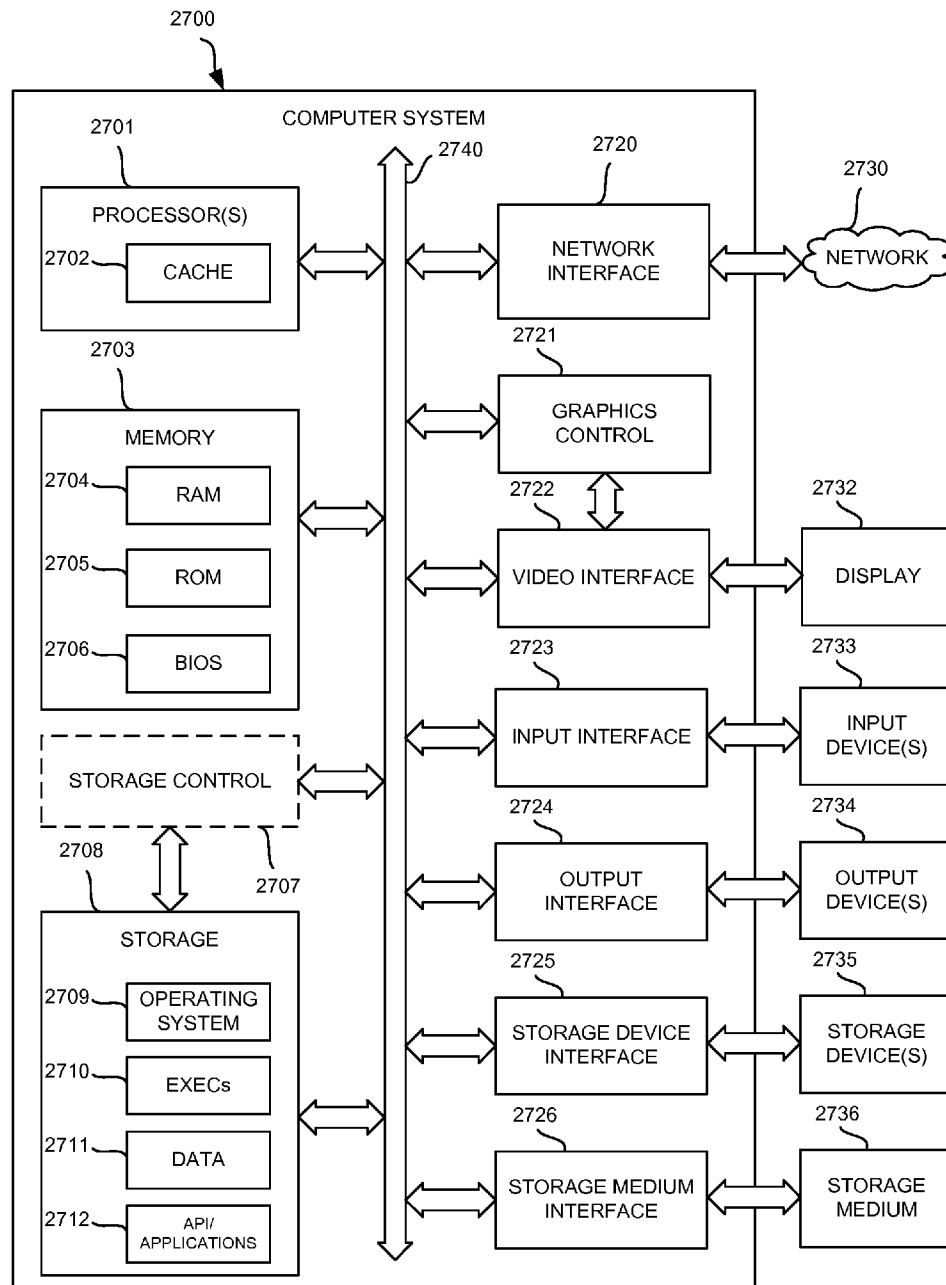 2700
COMPUTER SYSTEM
2701
PROCESSOR(S)
2702
CACHE
2703
MEMORY
2704
RAM
2705
ROM
2706
BIOS
STORAGE CONTROL
2707
2708
STORAGE
2709
OPERATING
SYSTEM
2710
EXECs
2711
DATA
2712
API/
APPLICATIONS
2740
2720
NETWORK
INTERFACE
2730
NETWORK
2721
GRAPHICS
CONTROL
2722
VIDEO INTERFACE
2732
DISPLAY
2723
INPUT INTERFACE
2733
INPUT
DEVICE(S)
2724
OUTPUT
INTERFACE
2734
OUTPUT
DEVICE(S)
2725
STORAGE DEVICE
INTERFACE
2735
STORAGE
DEVICE(S)
2726
STORAGE MEDIUM
INTERFACE
2736
STORAGE
MEDIUM